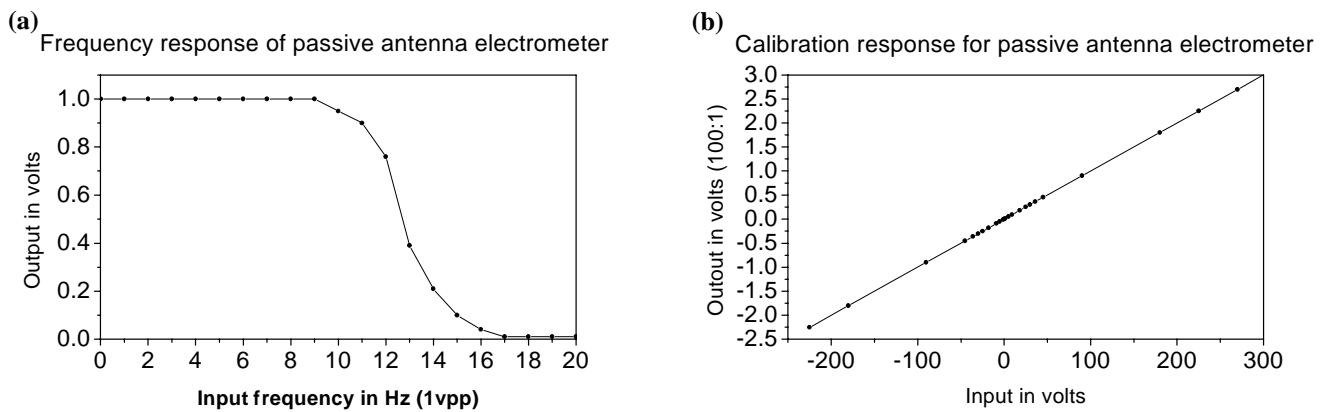 (a)
Frequency response of passive antenna electrometer
1.0
0.8
0.6
0.4
0.2
0.0
Output in volts
0 2 4 6 8 10 12 14 16 18 20
Input frequency in Hz (1vpp)
(b)
Calibration response for passive antenna electrometer
3.0
2.5
2.0
1.5
1.0
0.5
0.0
-0.5
-1.0
-1.5
-2.0
-2.5
Outout in volts (100:1)
-200 -100 0 100 200 300
Input in volts